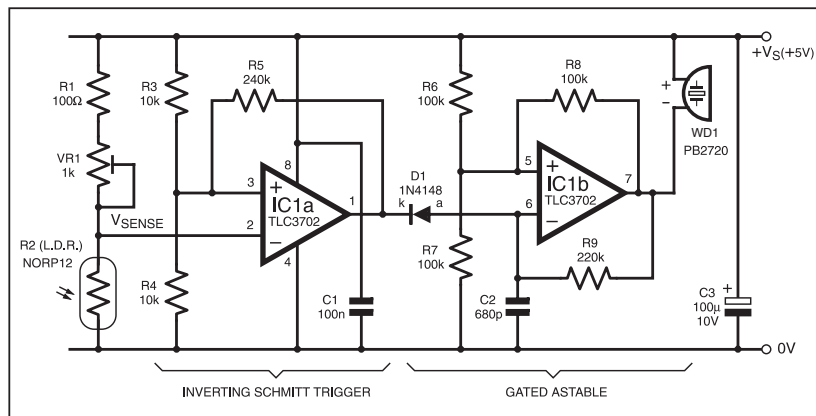 +VS(+5V)
R1
100Ω
R3
10k
R5
240k
R6
100k
R8
100k
+
−
WD1
PB2720
VR1
1k
8
D1
1N4148
k a
3
+
IC1a
TLC3702
1
5
+
IC1b
TLC3702
7
VSENSE
2
−
6
−
R2 (L.D.R.)
NORP12
4
R4
10k
R7
100k
R9
220k
C1
100n
C2
680p
+
C3
100μ
10V
0V
INVERTING SCHMITT TRIGGER
GATED ASTABLE